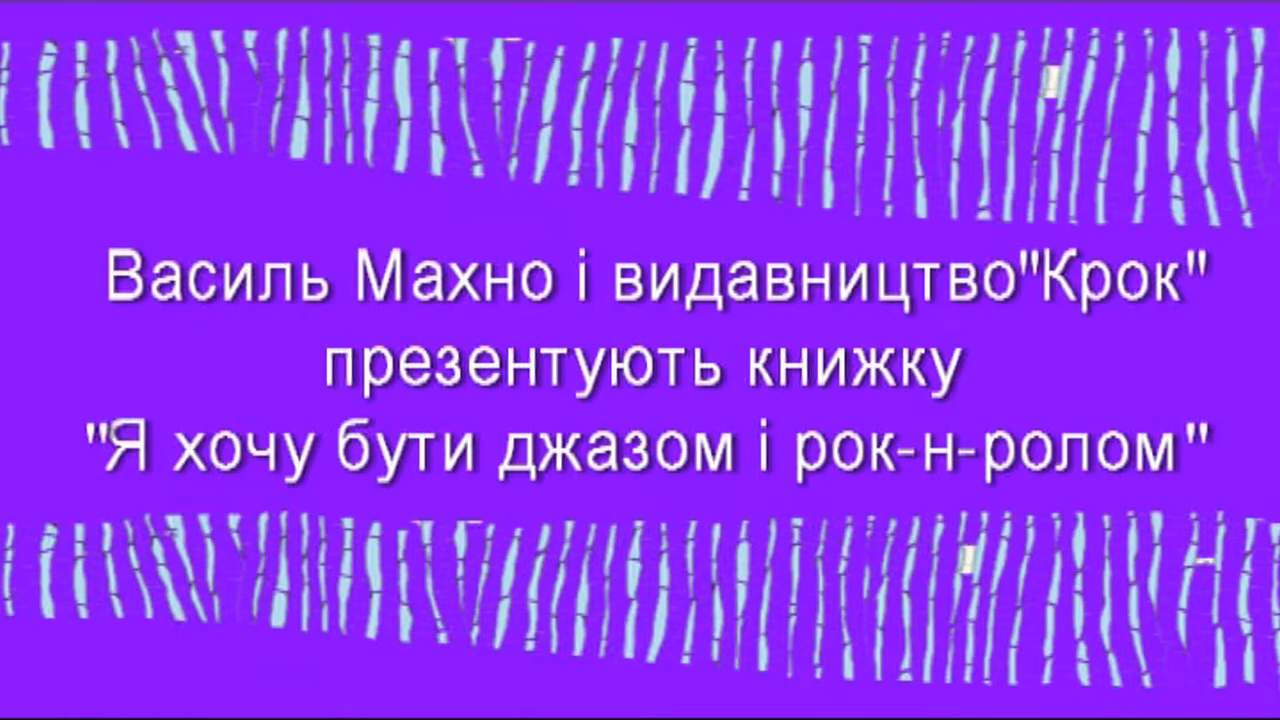 Василь Махно і видавництво"Крок"
презентують книжку
"Я хочу бути джазом і рок-н-ролом"